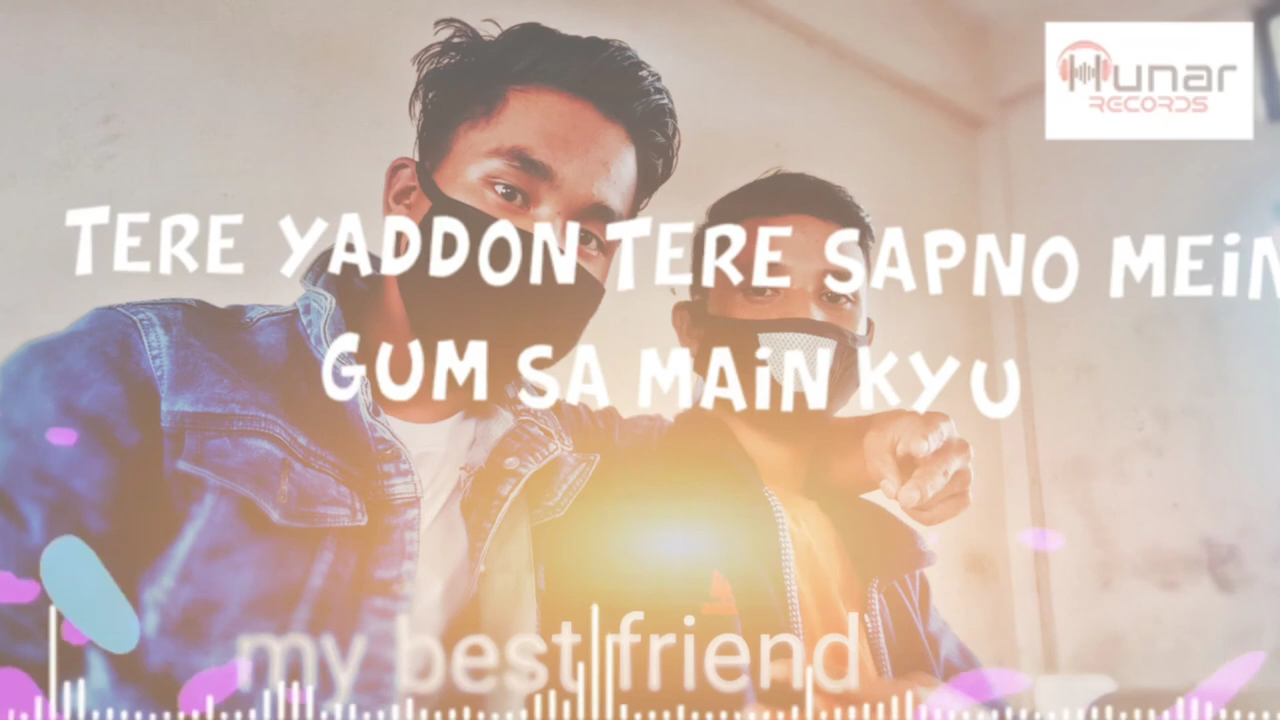 Hunar
RECORDS
TERE YADDON TERE SAPNO MEiN
GUM SA MAiN KYU
my best friend